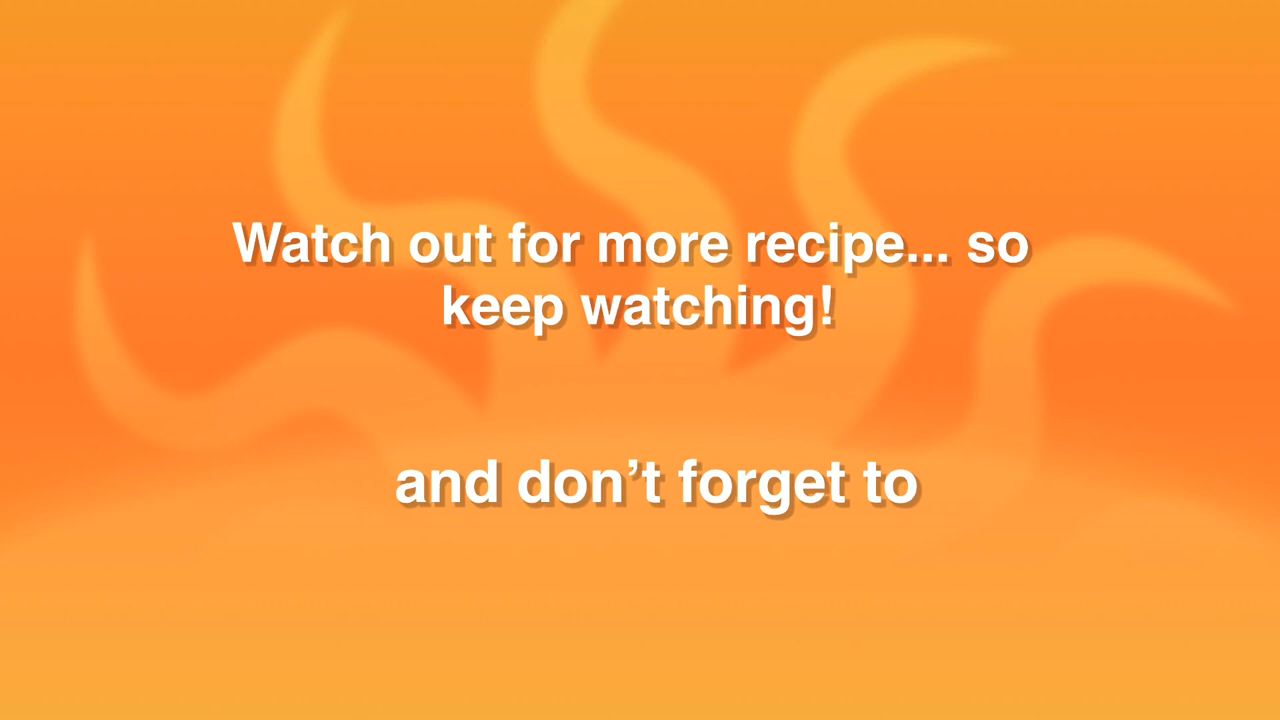 Watch out for more recipe... so
keep watching!
and don’t forget to